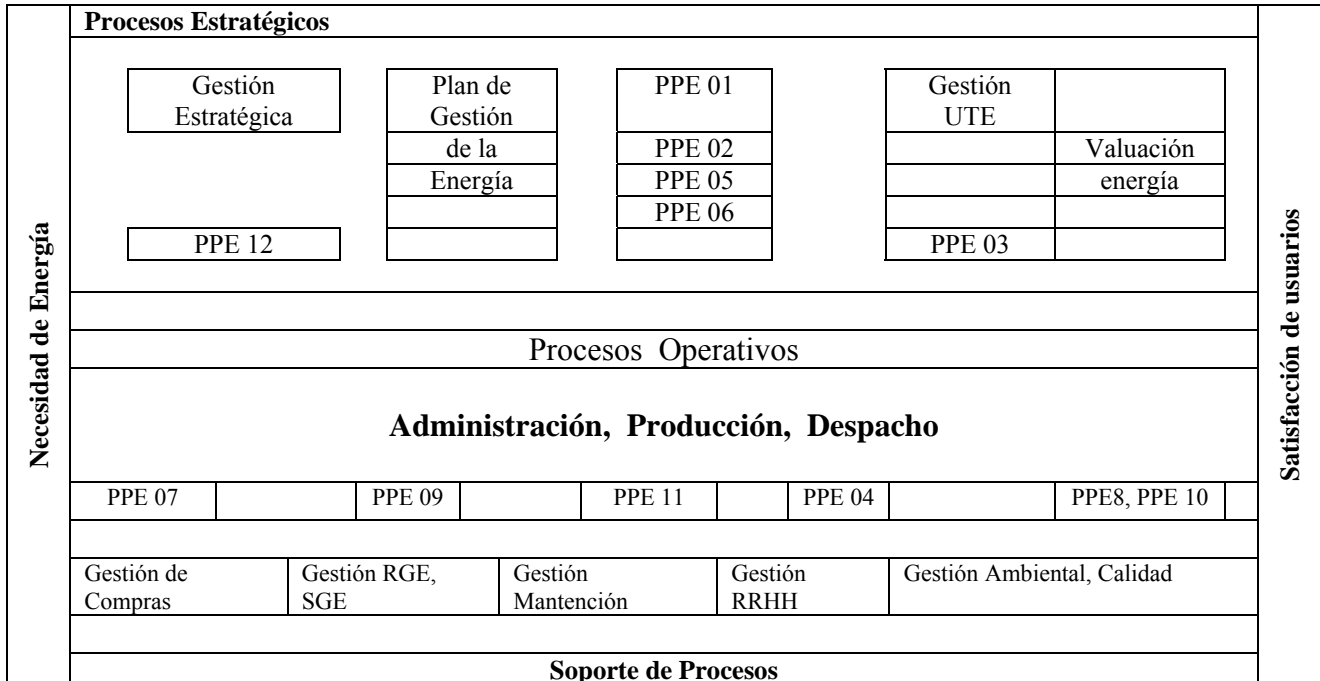 Procesos Estratégicos
Gestión
Estratégica
PPE 12
Plan de
Gestión
de la
Energía
PPE 01
PPE 02
PPE 05
PPE 06
Gestión
UTE
PPE 03
Valuación
energía
Necesidad de Energía
Satisfacción de usuarios
Procesos Operativos
Administración, Producción, Despacho
PPE 07
PPE 09
PPE 11
PPE 04
PPE8, PPE 10
Gestión de
Compras
Gestión RGE,
SGE
Gestión
Mantención
Gestión
RRHH
Gestión Ambiental, Calidad
Soporte de Procesos